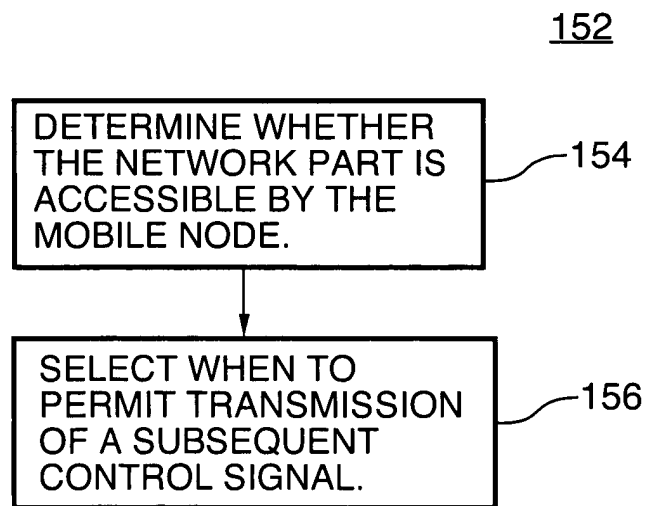 152
DETERMINE WHETHER
THE NETWORK PART IS
ACCESSIBLE BY THE
MOBILE NODE.
154
SELECT WHEN TO
PERMIT TRANSMISSION
OF A SUBSEQUENT
CONTROL SIGNAL.
156